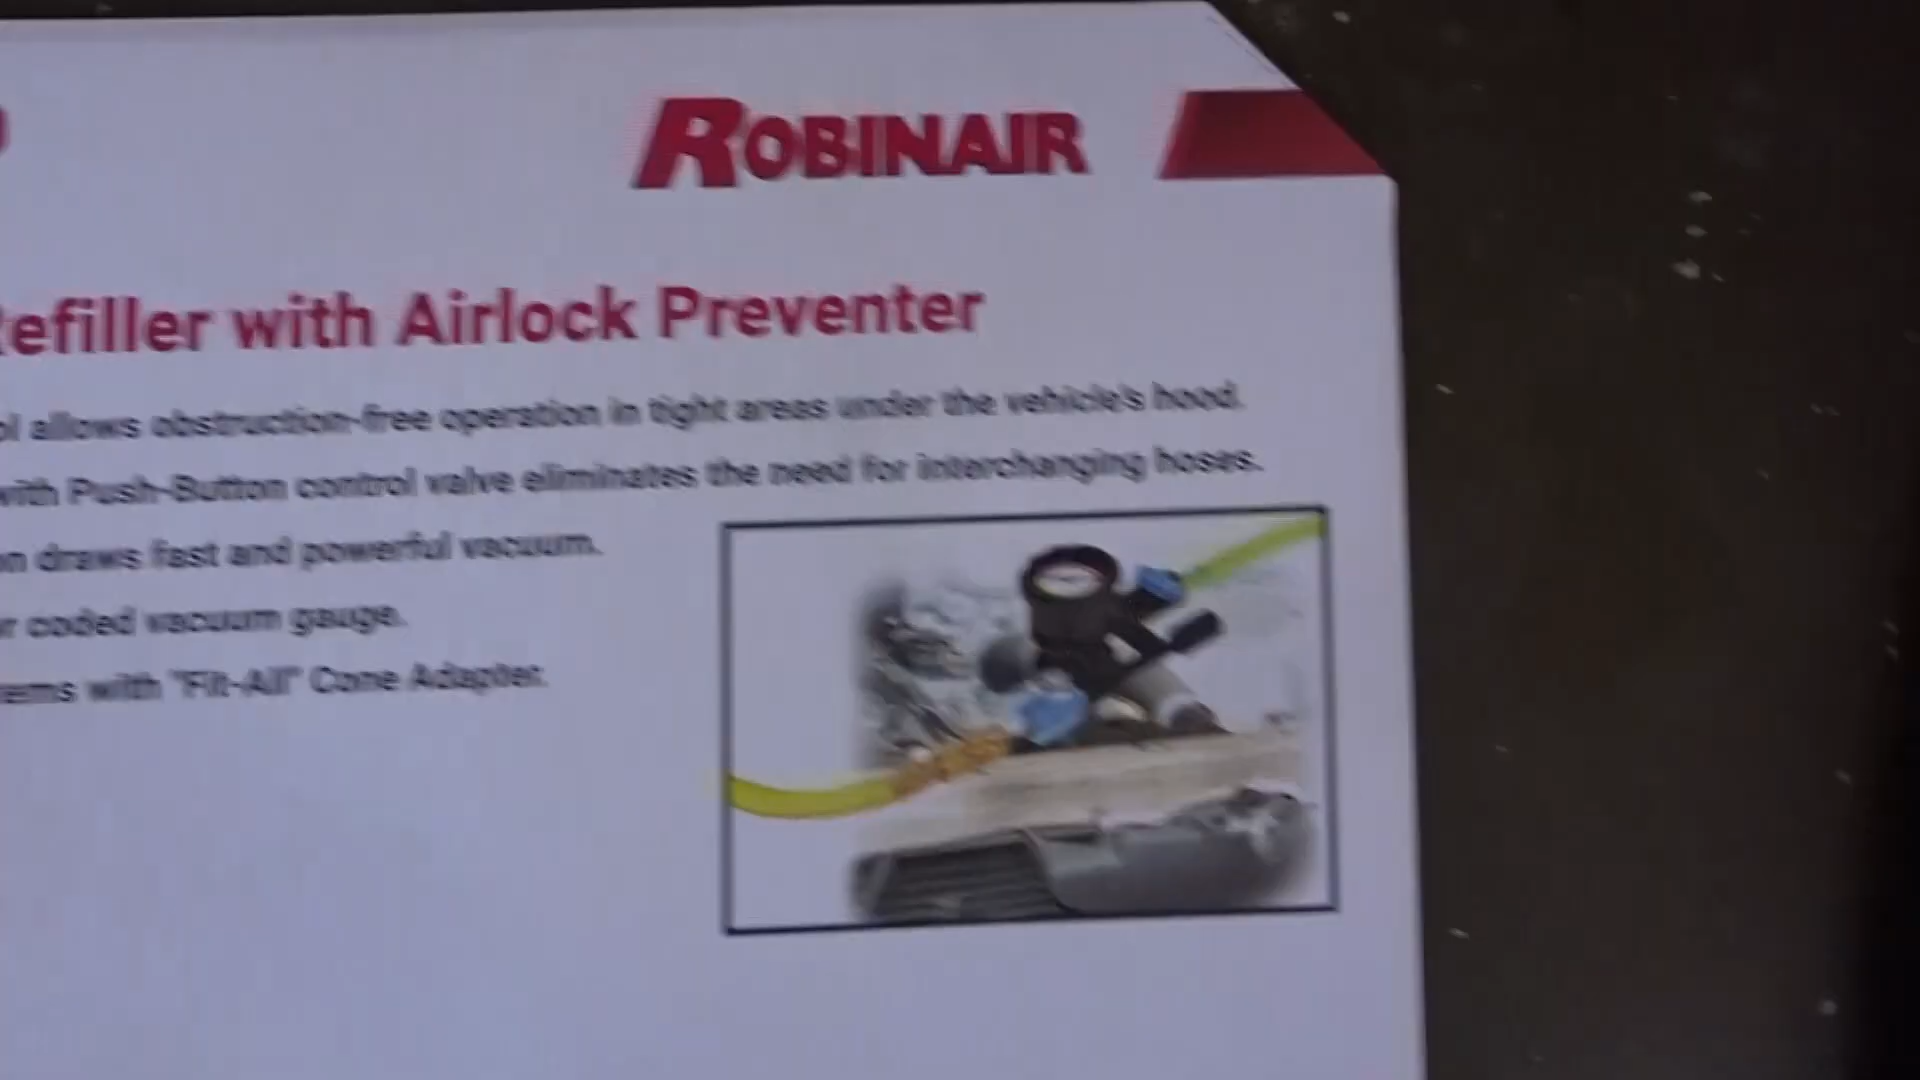 ROBINAIR
Refiller with Airlock Preventer
allows obstruction-free operation in tight areas under the vehicle's hood.
with Push-Button control valve eliminates the need for interchanging hoses.
draws fast and powerful vacuum.
coded vacuum gauge.
with "Fit-All" Cone Adapter.